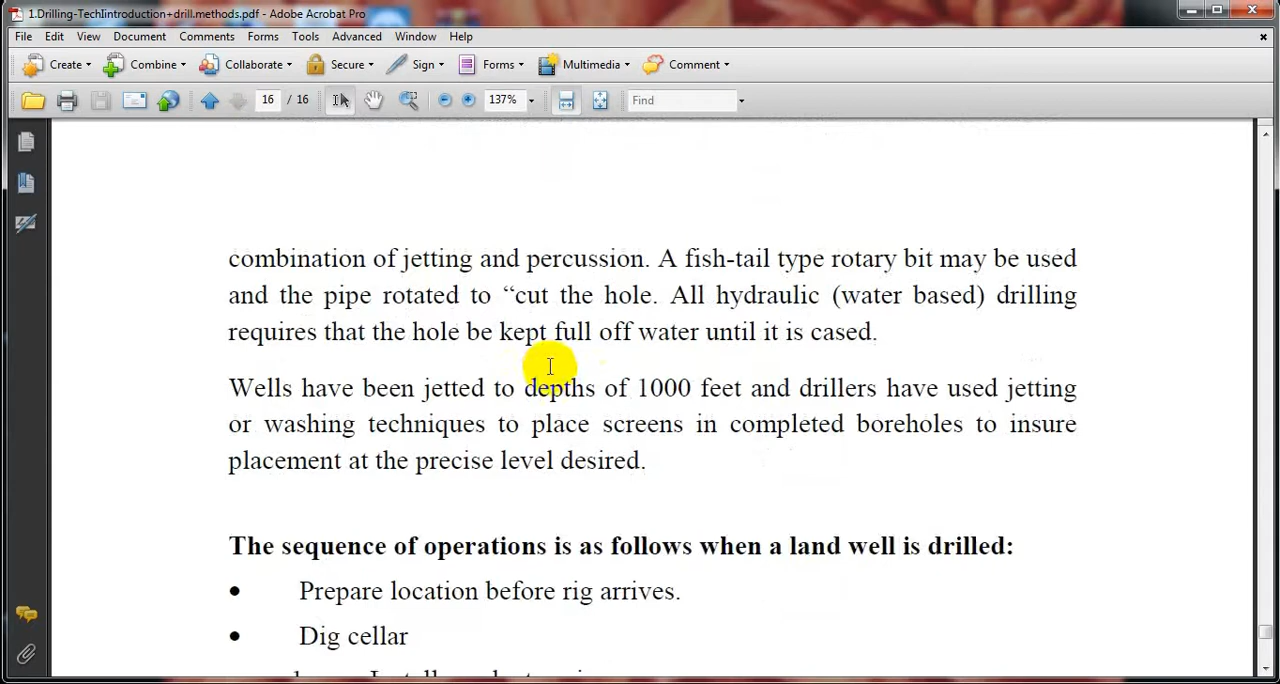 1.Drilling-TechIintroduction+drill.methods.pdf - Adobe Acrobat Pro
File Edit View Document Comments Forms Tools Advanced Window Help
Create Combine Collaborate Secure Sign Forms Multimedia Comment
16 / 16 137% Find
combination of jetting and percussion. A fish-tail type rotary bit may be used
and the pipe rotated to “cut the hole. All hydraulic (water based) drilling
requires that the hole be kept full off water until it is cased.
Wells have been jetted to depths of 1000 feet and drillers have used jetting
or washing techniques to place screens in completed boreholes to insure
placement at the precise level desired.
The sequence of operations is as follows when a land well is drilled:
• Prepare location before rig arrives.
• Dig cellar